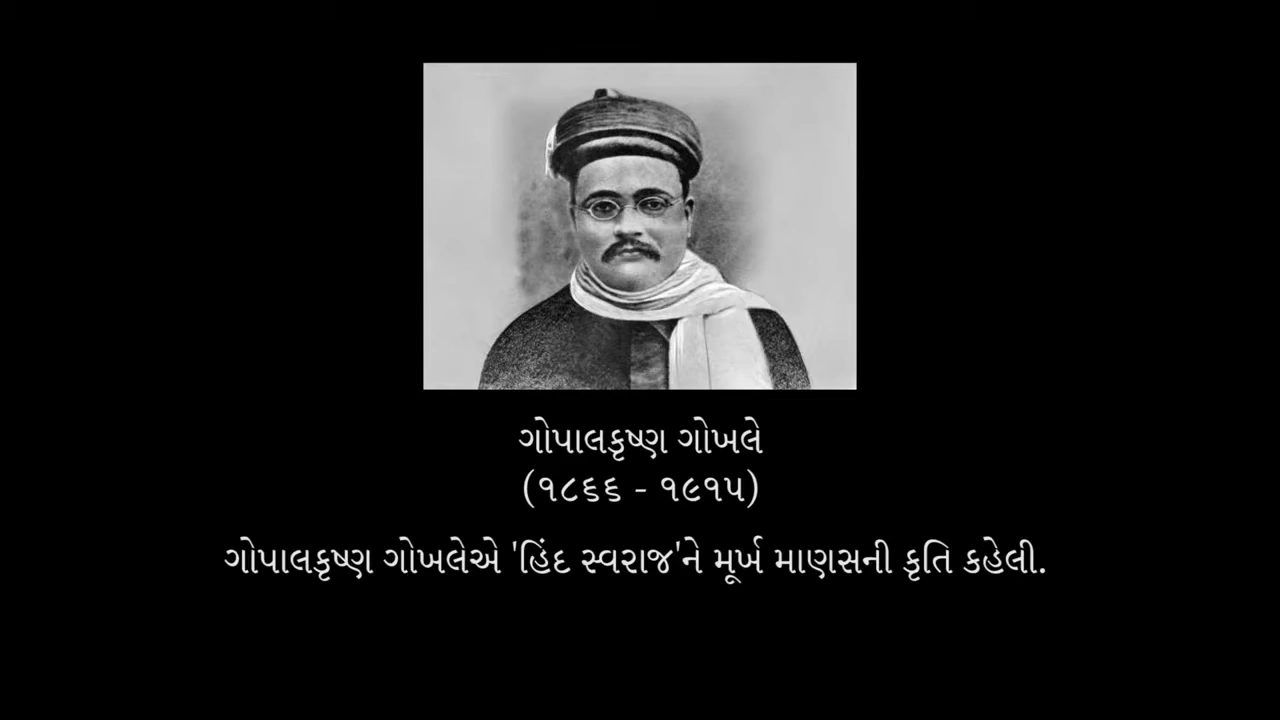 ગોપાલકૃષ્ણ ગોખલે
(૧૮૬૬ - ૧૯૧૫)
ગોપાલકૃષ્ણ ગોખલેએ 'હિંદ સ્વરાજ'ને મૂર્ખ માણસની કૃતિ કહેલી.